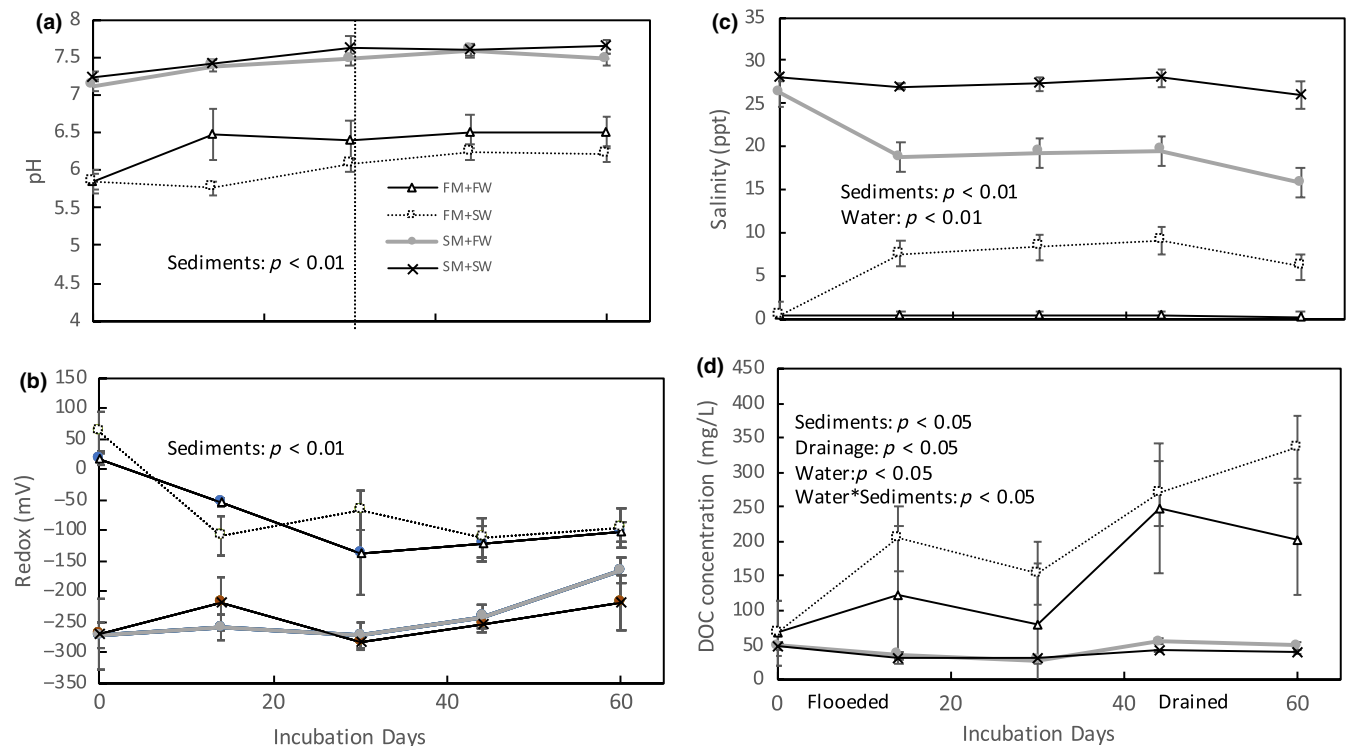 (a)
8
7.5
7
6.5
6
5.5
5
4.5
4
pH
FM+FW
FM+SW
SM+FW
SM+SW
Sediments: p < 0.01
(c)
35
30
25
20
15
10
5
0
Salinity (ppt)
Sediments: p < 0.01
Water: p < 0.01
(b)
150
100
50
0
−50
−100
−150
−200
−250
−300
−350
Redox (mV)
Sediments: p < 0.01
0 20 40 60
Incubation Days
(d)
450
400
350
300
250
200
150
100
50
0
DOC concentration (mg/L)
Sediments: p < 0.05
Drainage: p < 0.05
Water:p < 0.05
Water*Sediments: p < 0.05
0 Flooeded 20 40 Drained 60
Incubation Days